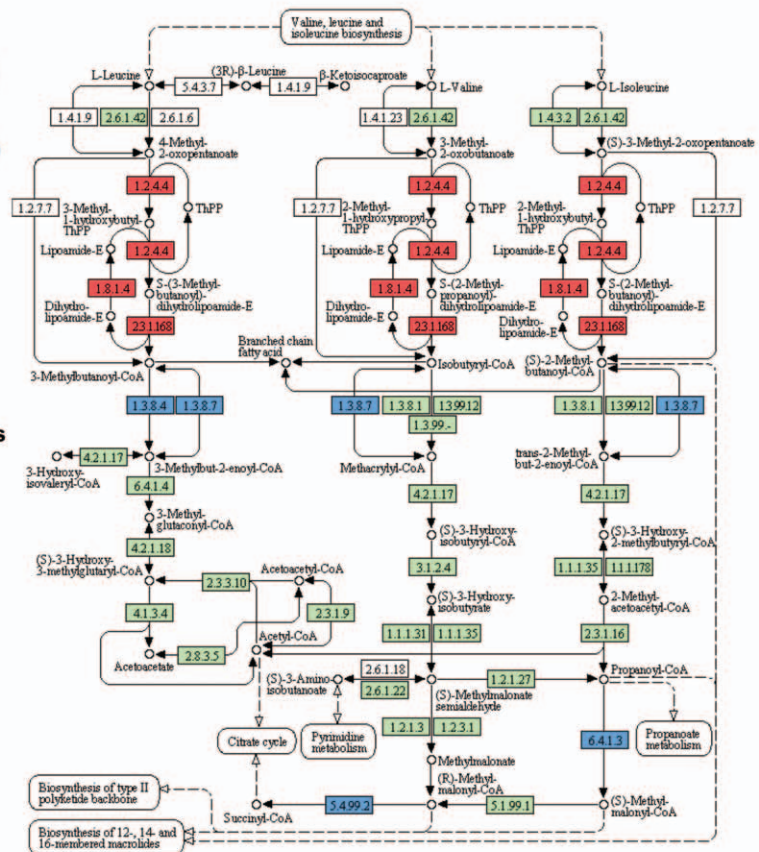 Valine, leucine and
isoleucine biosynthesis
L-Leucine
(3R)-β-Leucine
β-Ketoisocaproate
L-Valine
L-Isoleucine
5.4.3.7
1.4.1.9
1.4.1.9
2.6.1.42
2.6.1.6
1.4.1.23
2.6.1.42
1.4.3.2
2.6.1.42
4-Methyl-
2-oxopentanoate
3-Methyl-
2-oxobutanoate
(S)-3-Methyl-2-oxopentanoate
1.2.4.4
1.2.4.4
1.2.4.4
1.2.7.7
3-Methyl-
1-hydroxybutyl-
ThPP
ThPP
1.2.7.7
2-Methyl-
1-hydroxypropyl-
ThPP
ThPP
2-Methyl-
1-hydroxybutyl-
ThPP
ThPP
1.2.7.7
Lipoamide-E
1.2.4.4
Lipoamide-E
1.2.4.4
Lipoamide-E
1.2.4.4
1.8.1.4
S-(3-Methyl-
butanoyl)-
dihydrolipoamide-E
1.8.1.4
S-(2-Methyl-
propanoyl)-
dihydrolipoamide-E
1.8.1.4
S-(2-Methyl-
butanoyl)-
dihydrolipoamide-E
Dihydro-
lipoamide-E
2.3.1.168
Dihydro-
lipoamide-E
2.3.1.168
Dihydro-
lipoamide-E
2.3.1.168
Branched chain
fatty acid
3-Methylbutanoyl-CoA
Isobutyryl-CoA
(S)-2-Methyl-
butanoyl-CoA
1.3.8.4
1.3.8.7
1.3.8.7
1.3.8.1
1.3.99.12
1.3.99.-
1.3.8.1
1.3.99.12
1.3.8.7
s
4.2.1.17
3-Hydroxy-
isovaleryl-CoA
3-Methylbut-2-enoyl-CoA
Methacrylyl-CoA
trans-2-Methyl-
but-2-enoyl-CoA
6.4.1.4
4.2.1.17
4.2.1.17
3-Methyl-
glutaconyl-CoA
(S)-3-Hydroxy-
isobutyryl-CoA
(S)-3-Hydroxy-
2-methylbutyryl-CoA
4.2.1.18
3.1.2.4
1.1.1.35
1.1.1.178
(S)-3-Hydroxy-
3-methylglutaryl-CoA
2.3.3.10
Acetoacetyl-CoA
(S)-3-Hydroxy-
isobutyrate
2-Methyl-
acetoacetyl-CoA
4.1.3.4
2.3.1.9
1.1.1.31
1.1.1.35
2.3.1.16
Acetyl-CoA
Acetoacetate
2.8.3.5
(S)-3-Amino-
isobutanoate
2.6.1.18
2.6.1.22
1.2.1.27
Propanoyl-CoA
(S)-Methylmalonate
semialdehyde
Citrate cycle
Pyrimidine
metabolism
1.2.1.3
1.2.3.1
6.4.1.3
Propanoate
metabolism
Methylmalonate
Biosynthesis of type II
polyketide backbone
(R)-Methyl-
malonyl-CoA
Succinyl-CoA
5.4.99.2
5.1.99.1
(S)-Methyl-
malonyl-CoA
Biosynthesis of 12-, 14- and
16-membered macrolides